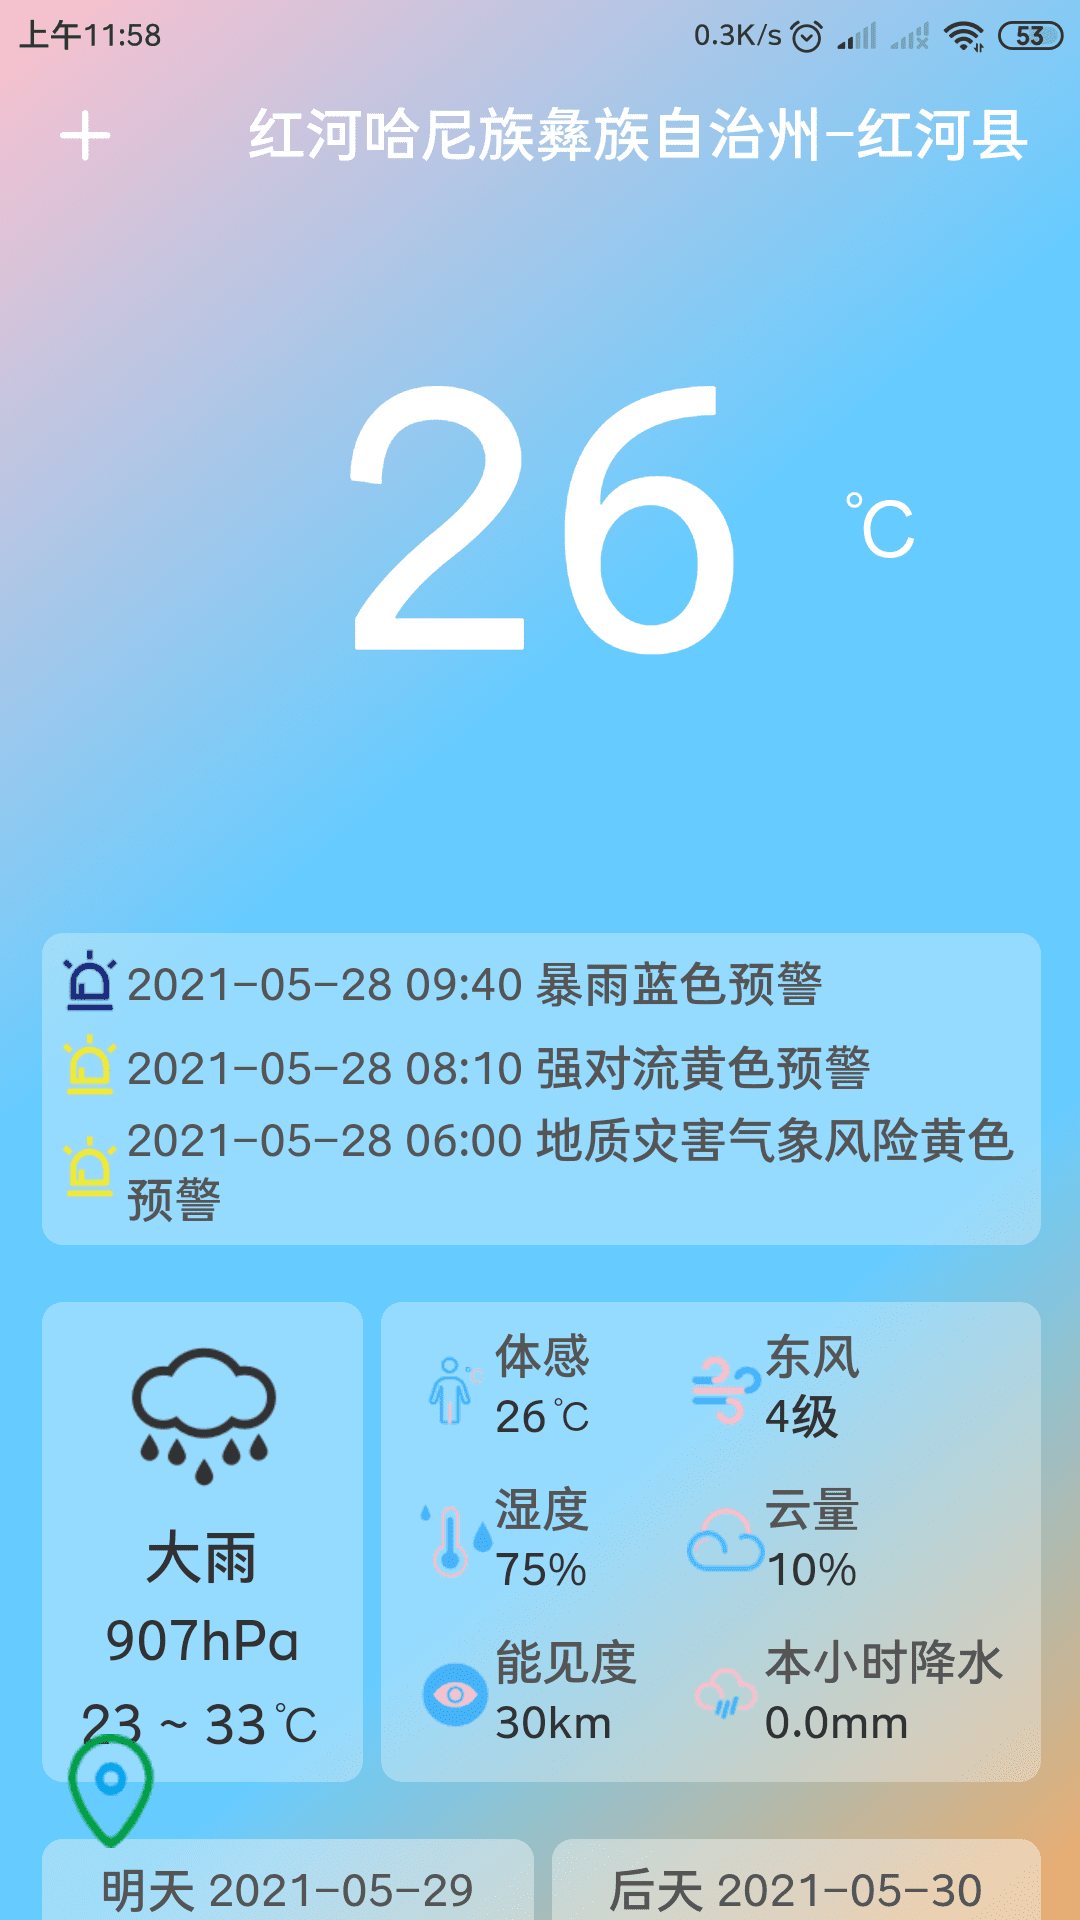 上午11:58
0.3K/s
53
红河哈尼族彝族自治州-红河县
26 ℃
2021-05-28 09:40 暴雨蓝色预警
2021-05-28 08:10 强对流黄色预警
2021-05-28 06:00 地质灾害气象风险黄色
预警
大雨
907hPa
23 ~ 33℃
体感
26℃
东风
4级
湿度
75%
云量
10%
能见度
30km
本小时降水
0.0mm
明天 2021-05-29
后天 2021-05-30